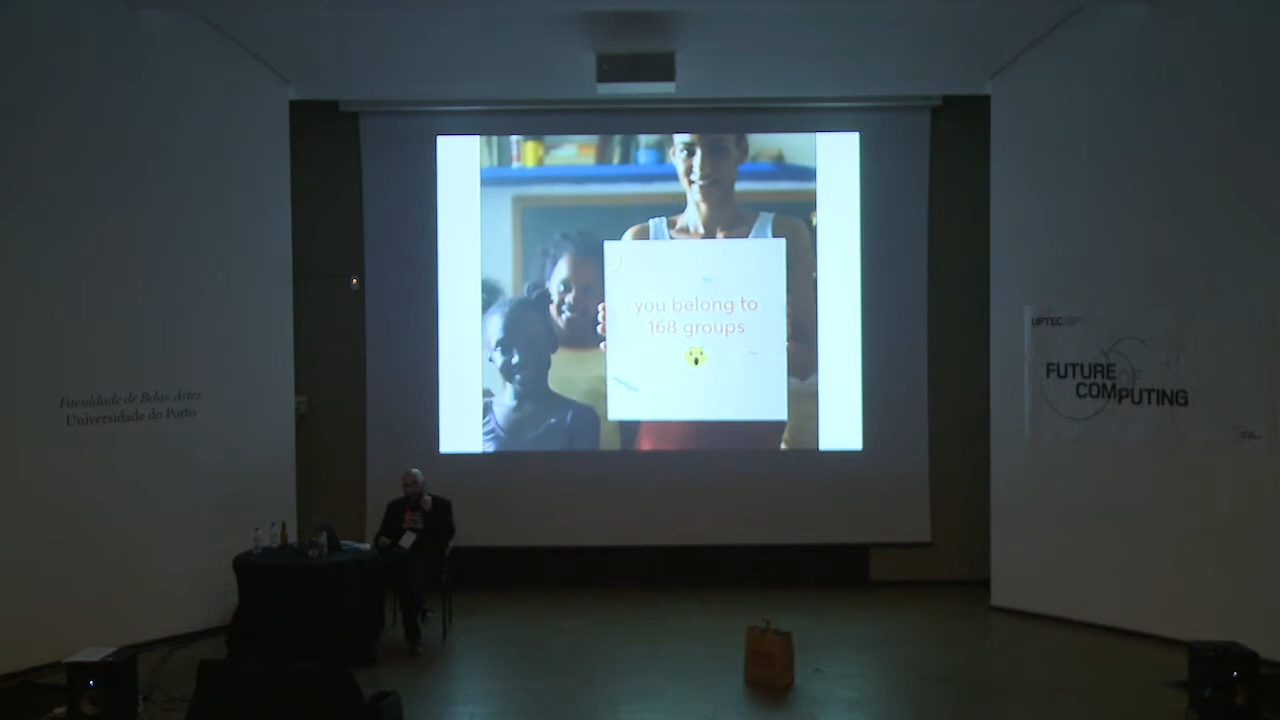 you belong to
168 groups
Faculdade de Belas Artes
Universidade do Porto
UPTEC
FUTURE
COMPUTING